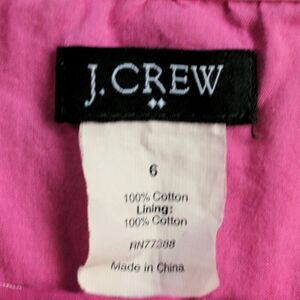 J.CREW
6
100% Cotton
Lining:
100% Cotton
RN77388
Made in China